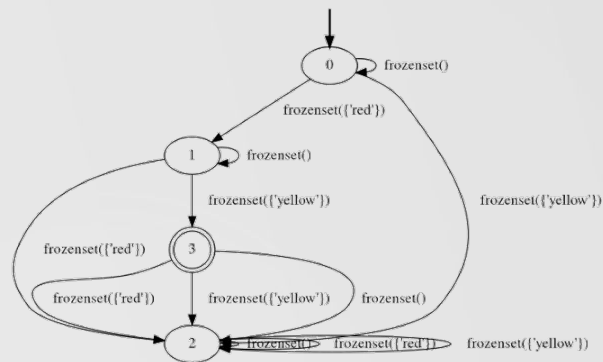 0
frozenset()
frozenset({'red'})
1
frozenset()
frozenset({'yellow'})
frozenset({'yellow'})
3
frozenset({'red'})
frozenset({'red'})
frozenset({'yellow'})
frozenset()
2
frozenset()
frozenset({'red'})
frozenset({'yellow'})